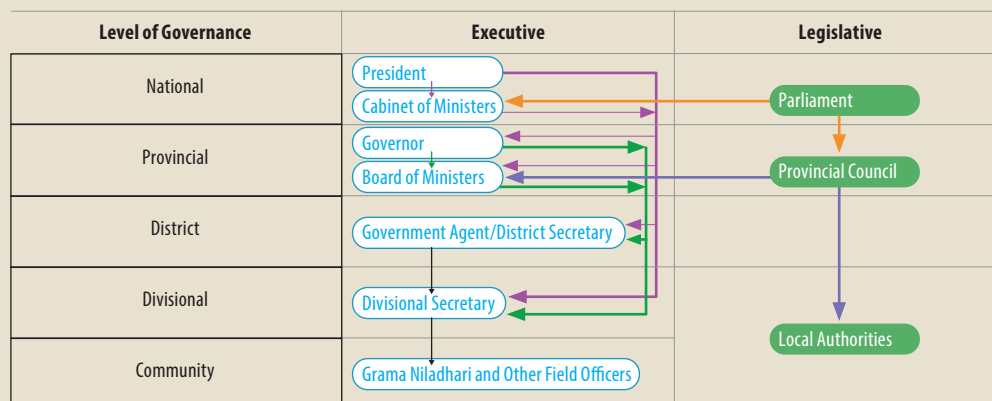 Level of Governance Executive Legislative
National
President
Cabinet of Ministers
Parliament
Provincial
Governor
Board of Ministers
Provincial Council
District
Government Agent/District Secretary
Divisional
Divisional Secretary
Local Authorities
Community
Grama Niladhari and Other Field Officers